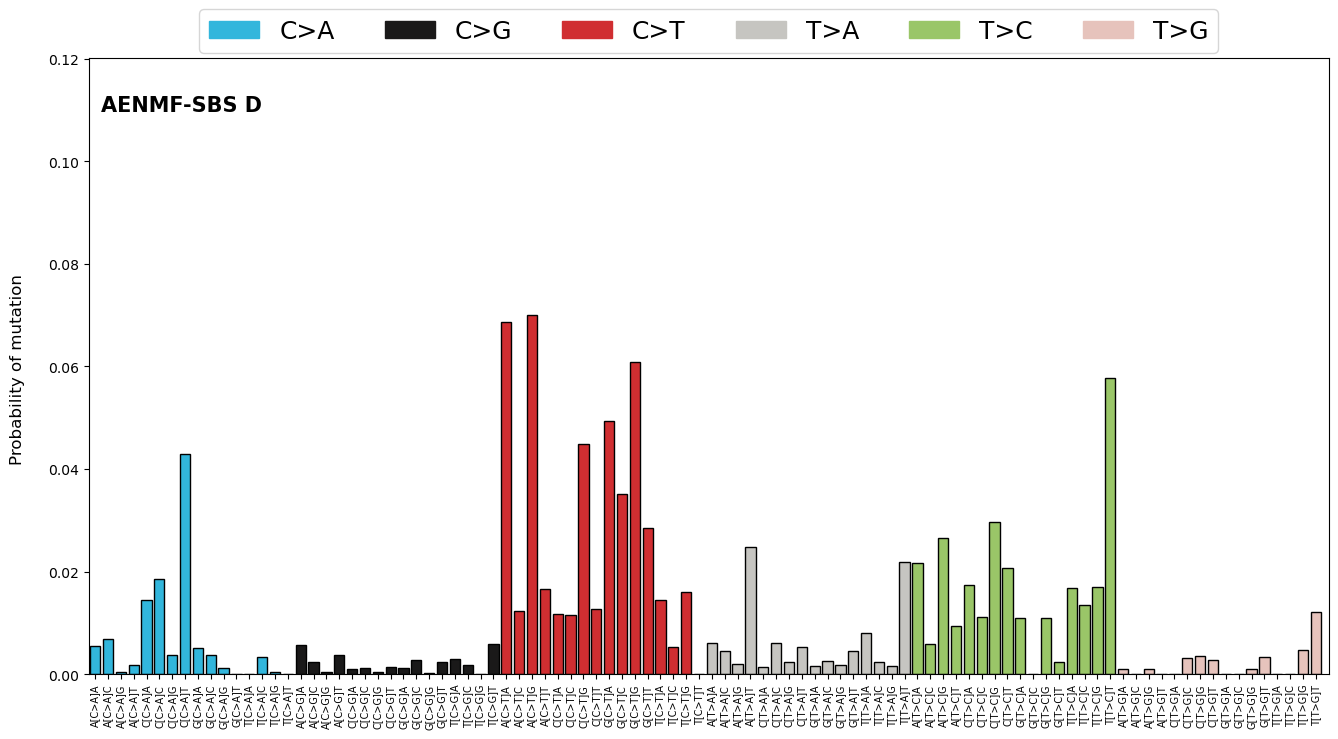 C>A C>G C>T T>A T>C T>G
0.12
AENMF-SBS D
0.10
0.08
0.06
0.04
0.02
0.00
Probability of mutation
A[C>A]A A[C>A]C A[C>A]G A[C>A]T C[C>A]A C[C>A]C C[C>A]G C[C>A]T G[C>A]A G[C>A]C G[C>A]G G[C>A]T T[C>A]A T[C>A]C T[C>A]G T[C>A]T A[C>G]A A[C>G]C A[C>G]G A[C>G]T C[C>G]A C[C>G]C C[C>G]G C[C>G]T G[C>G]A G[C>G]C G[C>G]G G[C>G]T T[C>G]A T[C>G]C T[C>G]G T[C>G]T A[C>T]A A[C>T]C A[C>T]G A[C>T]T C[C>T]A C[C>T]C C[C>T]G C[C>T]T G[C>T]A G[C>T]C G[C>T]G G[C>T]T T[C>T]A T[C>T]C T[C>T]G T[C>T]T A[T>A]A A[T>A]C A[T>A]G A[T>A]T C[T>A]A C[T>A]C C[T>A]G C[T>A]T G[T>A]A G[T>A]C G[T>A]G G[T>A]T T[T>A]A T[T>A]C T[T>A]G T[T>A]T A[T>C]A A[T>C]C A[T>C]G A[T>C]T C[T>C]A C[T>C]C C[T>C]G C[T>C]T G[T>C]A G[T>C]C G[T>C]G G[T>C]T T[T>C]A T[T>C]C T[T>C]G T[T>C]T A[T>G]A A[T>G]C A[T>G]G A[T>G]T C[T>G]A C[T>G]C C[T>G]G C[T>G]T G[T>G]A G[T>G]C G[T>G]G G[T>G]T T[T>G]A T[T>G]C T[T>G]G T[T>G]T